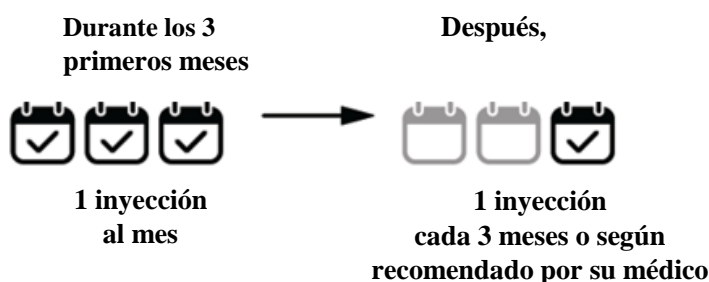 Durante los 3
primeros meses
Después,
1 inyección
al mes
1 inyección
cada 3 meses o según
recomendado por su médico